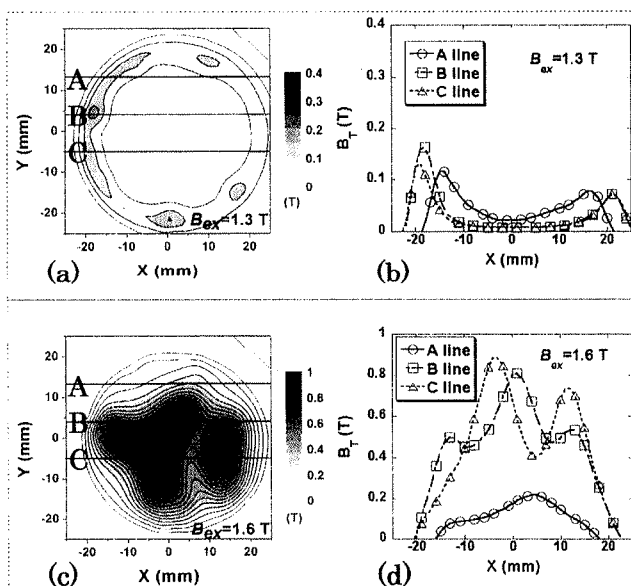 20
10
0
-10
-20
Y (mm)
A
B
C
-20 -10 0 10 20
X (mm)
Bex=1.3 T
0.4
0.3
0.2
0.1
0
(T)
(a)
0.4
0.3
0.2
0.1
0
B_T (T)
A line
B line
C line
B_ex=1.3 T
-20 -10 0 10 20
X (mm)
(b)
20
10
0
-10
-20
Y (mm)
A
B
C
-20 -10 0 10 20
X (mm)
Bex=1.6 T
1
0.8
0.6
0.4
0.2
0
(T)
(c)
1
0.8
0.6
0.4
0.2
0
B_T (T)
A line
B line
C line
B_ex=1.6 T
-20 -10 0 10 20
X (mm)
(d)